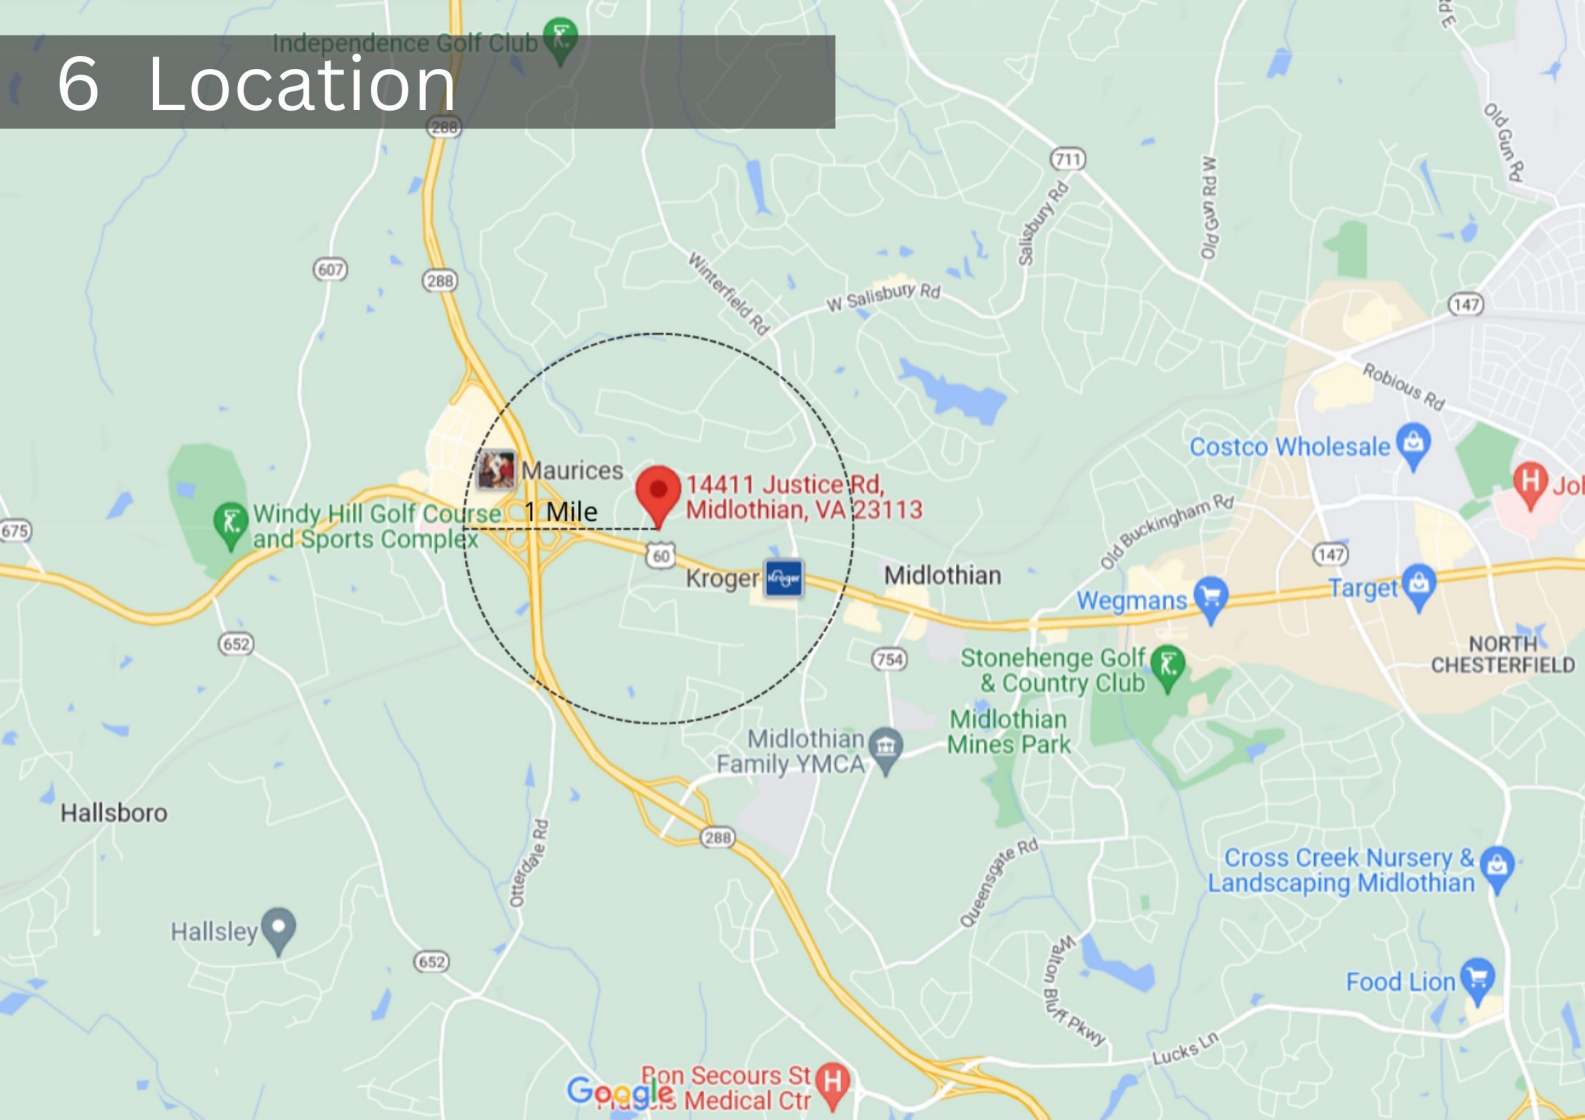 Independence Golf Club
6 Location
288
711
Old Gun Rd
Old Gun Rd W
Salisbury Rd
607
288
Winterfield Rd
W Salisbury Rd
147
Robious Rd
Costco Wholesale
Maurices
14411 Justice Rd,
Midlothian, VA 23113
1 Mile
Windy Hill Golf Course
and Sports Complex
675
Old Buckingham Rd
147
60
Kroger
Kroger
Midlothian
Wegmans
Target
652
754
Stonehenge Golf
& Country Club
NORTH
CHESTERFIELD
Midlothian
Mines Park
Midlothian
Family YMCA
Hallsboro
288
Otterdale Rd
Queensgate Rd
Cross Creek Nursery &
Landscaping Midlothian
Hallsley
652
Walton Bluff Pkwy
Food Lion
Lucks Ln
Bon Secours St
Google
Medical Ctr
H
H